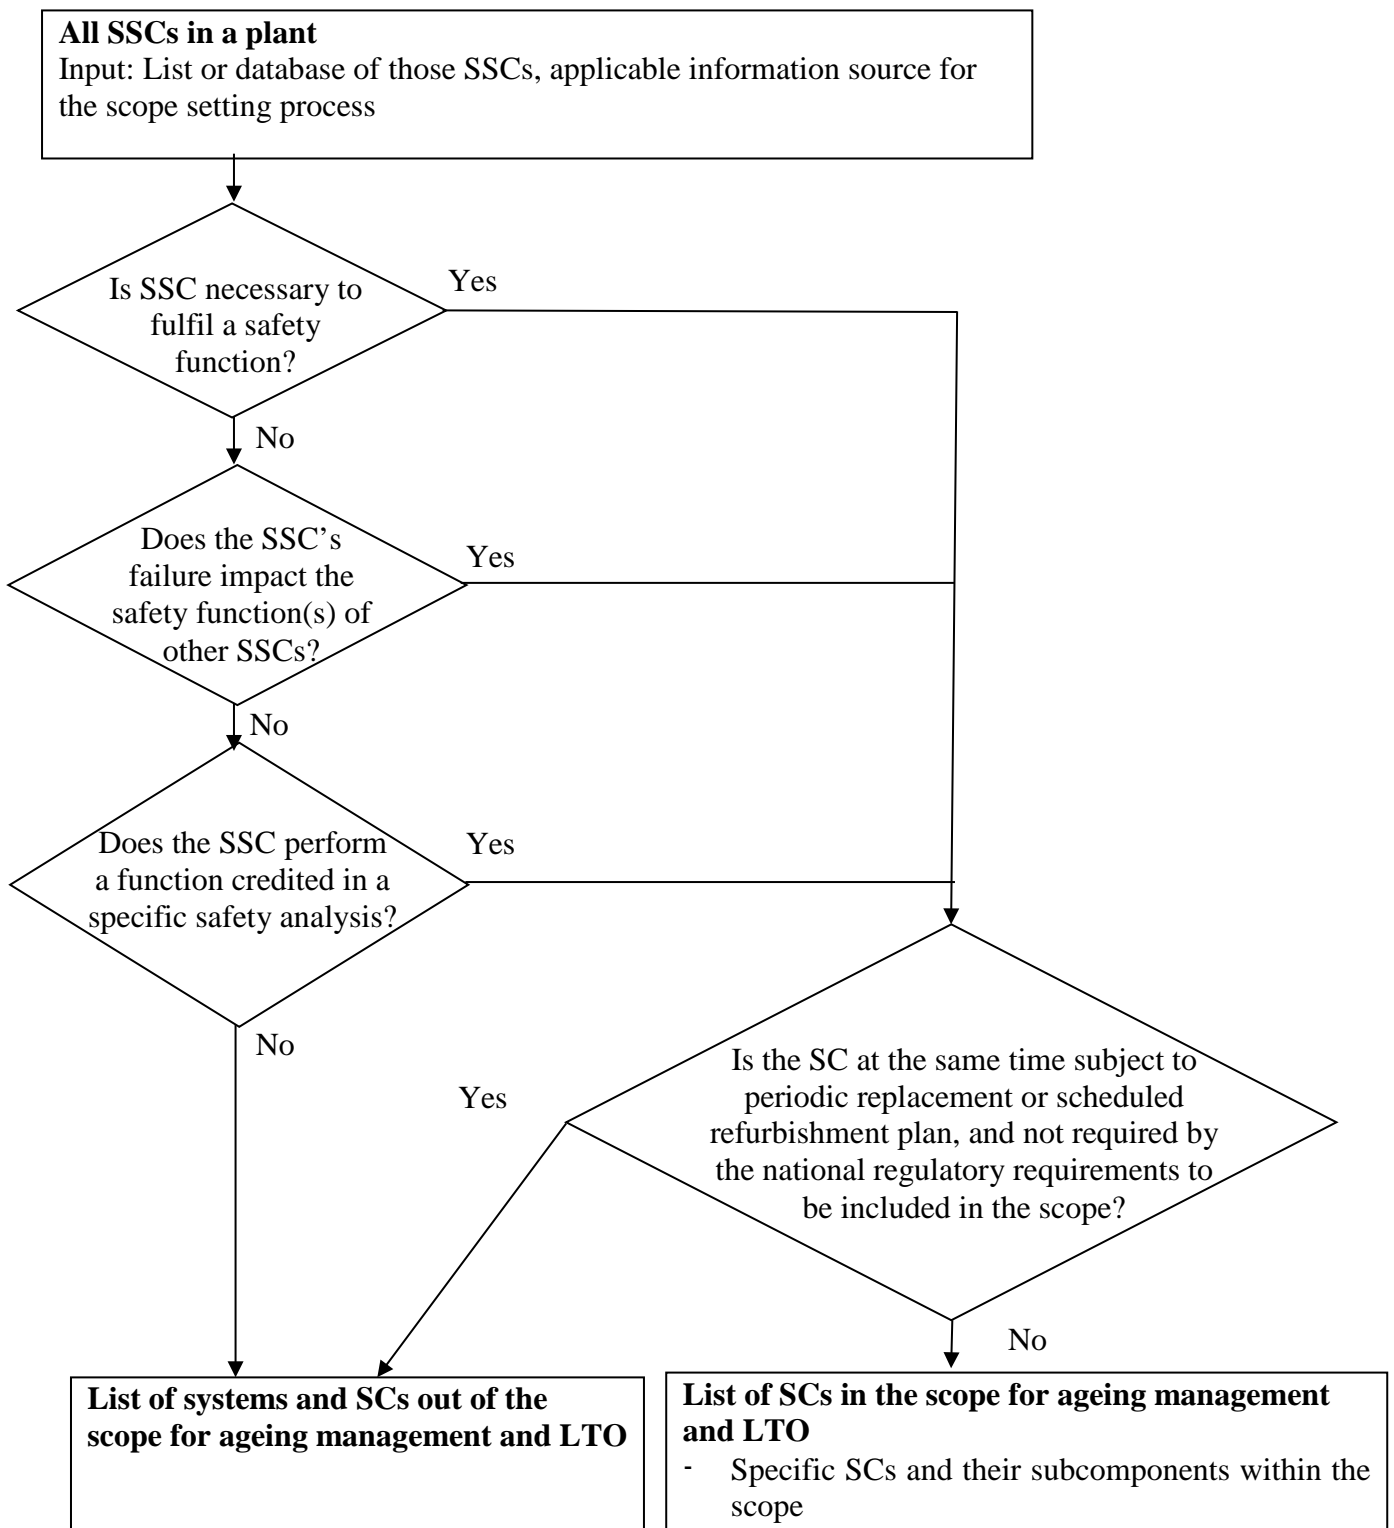 All SSCs in a plant
Input: List or database of those SSCs, applicable information source for
the scope setting process
Is SSC necessary to
fulfil a safety
function?
Yes
No
Does the SSC’s
failure impact the
safety function(s) of
other SSCs?
Yes
No
Does the SSC perform
a function credited in a
specific safety analysis?
Yes
No
Is the SC at the same time subject to
periodic replacement or scheduled
refurbishment plan, and not required by
the national regulatory requirements to
be included in the scope?
Yes
No
List of systems and SCs out of the
scope for ageing management and LTO
List of SCs in the scope for ageing management
and LTO
- Specific SCs and their subcomponents within the
scope